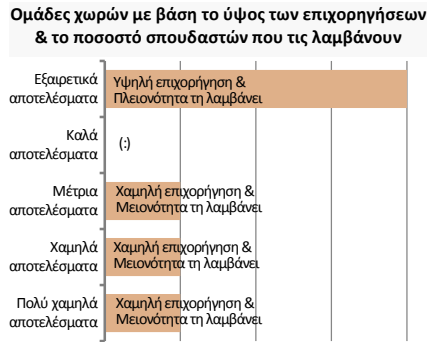 Ομάδες χωρών με βάση το ύψος των επιχορηγήσεων
& το ποσοστό σπουδαστών που τις λαμβάνουν
Εξαιρετικά
αποτελέσματα
Υψηλή επιχορήγηση &
Πλειονότητα τη λαμβάνει
Καλά
αποτελέσματα
(:)
Μέτρια
αποτελέσματα
Χαμηλή επιχορήγηση &
Μειονότητα τη λαμβάνει
Χαμηλά
αποτελέσματα
Χαμηλή επιχορήγηση &
Μειονότητα τη λαμβάνει
Πολύ χαμηλά
αποτελέσματα
Χαμηλή επιχορήγηση &
Μειονότητα τη λαμβάνει